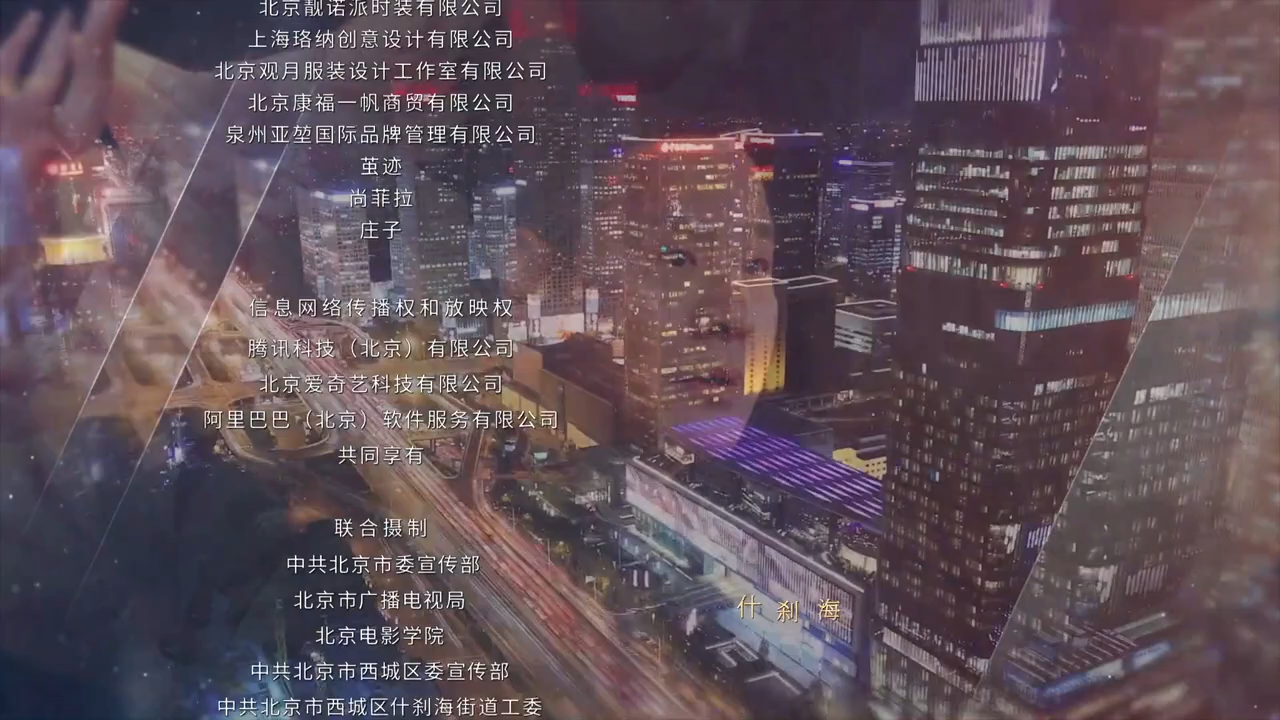 北京靓诺派时装有限公司
上海珞纳创意设计有限公司
北京观月服装设计工作室有限公司
北京康福一帆商贸有限公司
泉州亚堃国际品牌管理有限公司
茧迹
尚菲拉
庄子
信息网络传播权和放映权
腾讯科技（北京）有限公司
北京爱奇艺科技有限公司
阿里巴巴（北京）软件服务有限公司
共同享有
联合摄制
中共北京市委宣传部
北京市广播电视局
北京电影学院
中共北京市西城区委宣传部
中共北京市西城区什刹海街道工委
什刹海